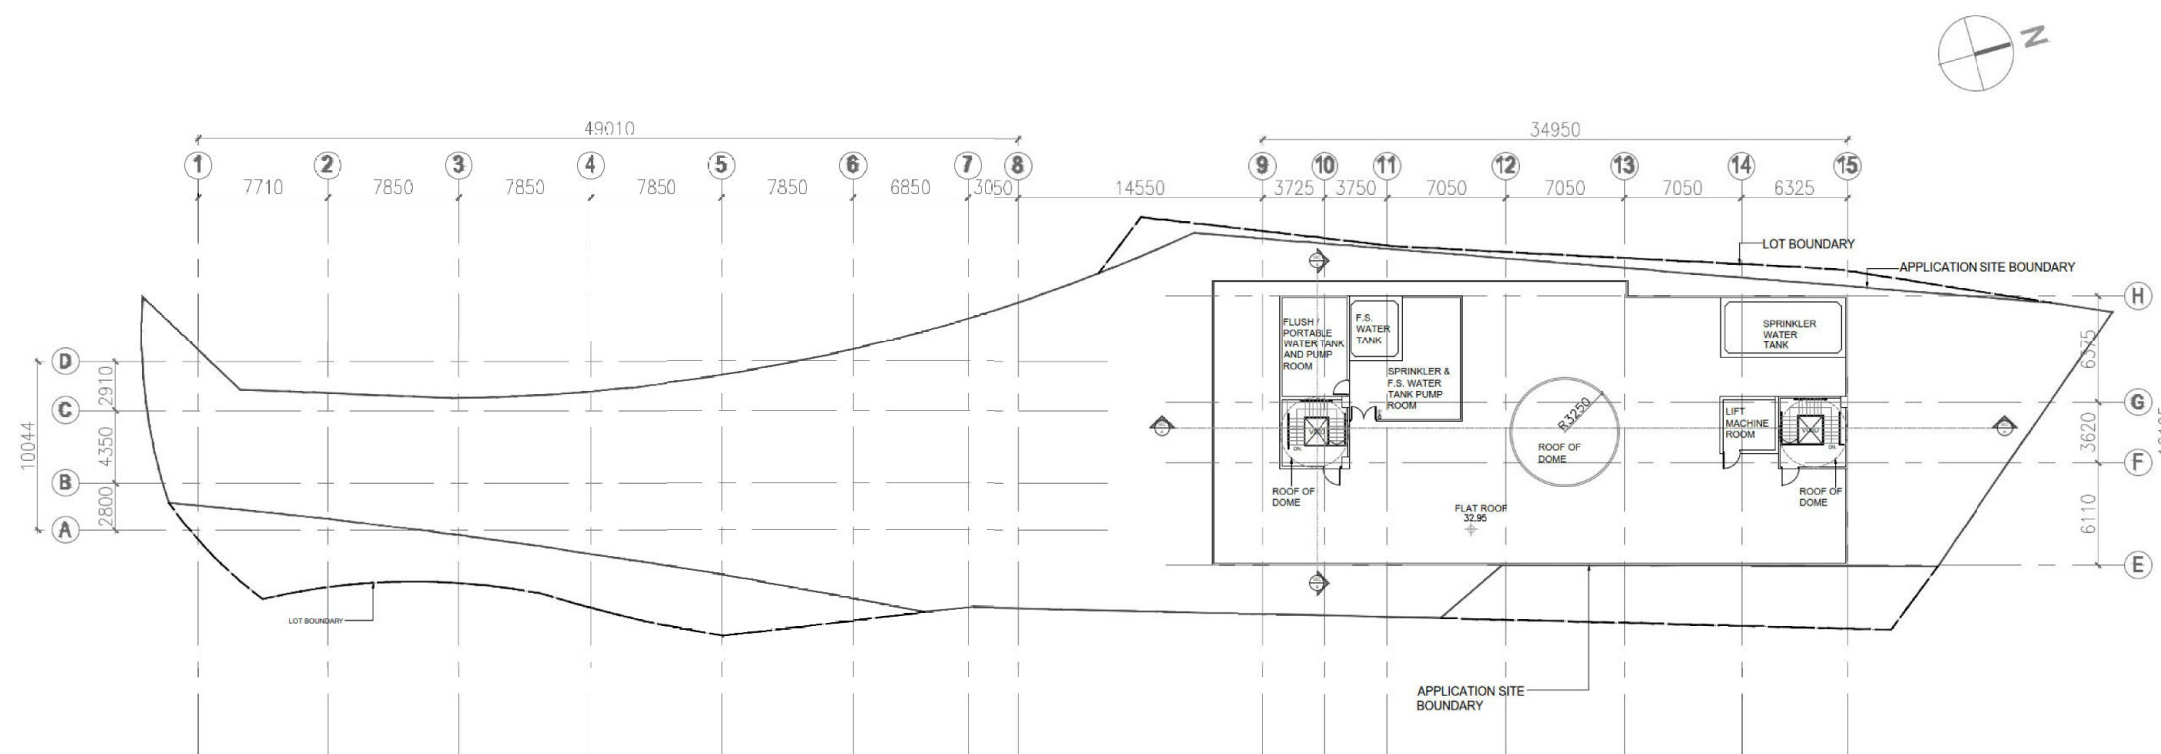 N
49010
34950
1
2
3
4
5
6
7
8
9
10
11
12
13
14
15
7710
7850
7850
7850
7850
6850
3050
14550
3725
3750
7050
7050
7050
6325
LOT BOUNDARY
APPLICATION SITE BOUNDARY
H
FLUSH /
PORTABLE
WATER TANK
AND PUMP
ROOM
F.S.
WATER
TANK
SPRINKLER
WATER
TANK
6375
D
2910
SPRINKLER &
F.S. WATER
TANK PUMP
ROOM
R3250
C
G
LIFT
MACHINE
ROOM
10044
4350
3620
VOID
VOID
DN
DN
ROOF OF
DOME
B
F
ROOF OF
DOME
ROOF OF
DOME
2800
FLAT ROOF
32.95
6110
A
E
LOT BOUNDARY
APPLICATION SITE
BOUNDARY